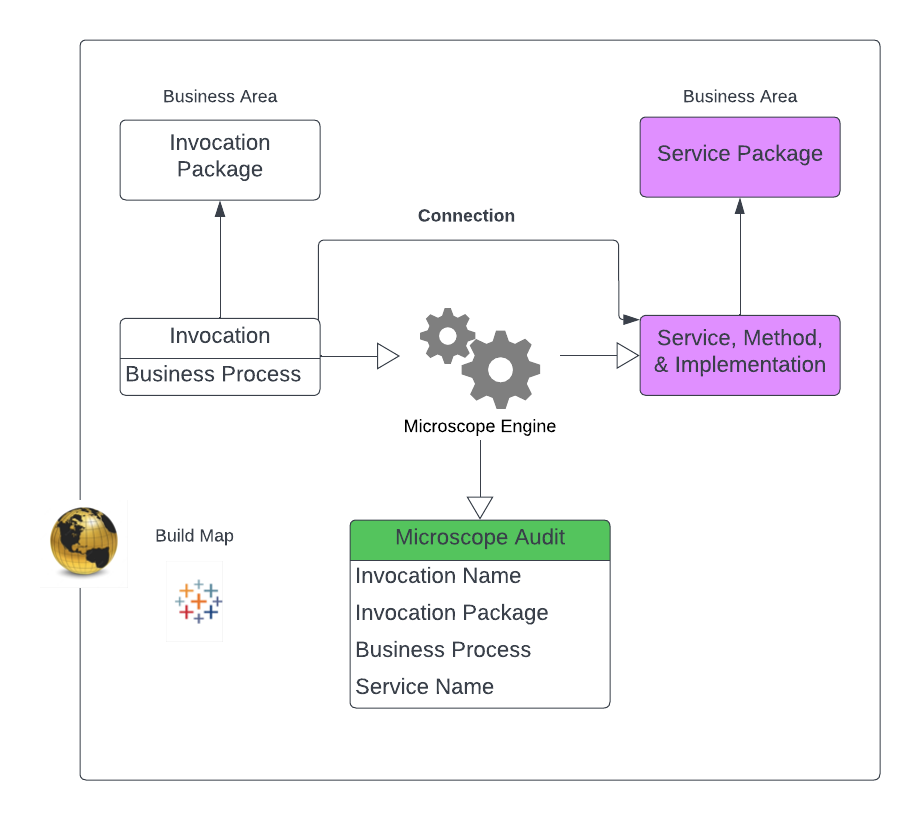 Business Area
Invocation
Package
Business Area
Service Package
Connection
Invocation
Business Process
Service, Method,
& Implementation
Microscope Engine
Build Map
Microscope Audit
Invocation Name
Invocation Package
Business Process
Service Name